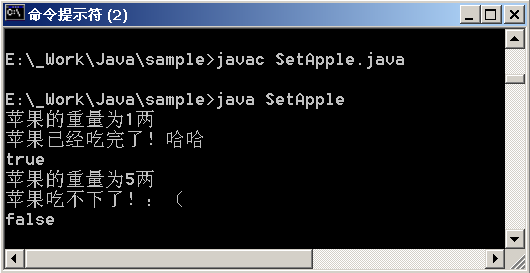 命令提示符 (2)
E:\_Work\Java\sample>javac SetApple.java
E:\_Work\Java\sample>java SetApple
苹果的重量为1两
苹果已经吃完了！哈哈
true
苹果的重量为5两
苹果吃不下了！：（
false